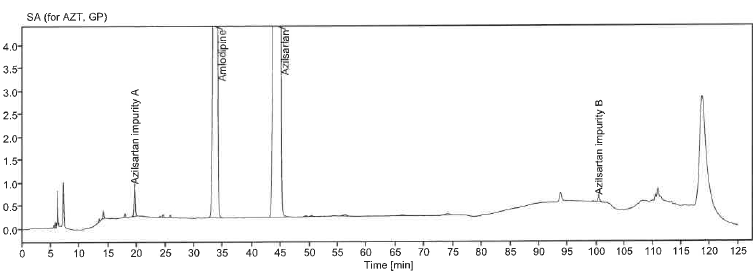 SA (for AZT, GP)
4.0
3.5
3.0
2.5
2.0
1.5
1.0
0.5
0.0
Azilsartan impurity A
Amlodipine
Azilsartan
Azilsartan impurity B
0 5 10 15 20 25 30 35 40 45 50 55 60 65 70 75 80 85 90 95 100 105 110 115 120 125
Time [min]